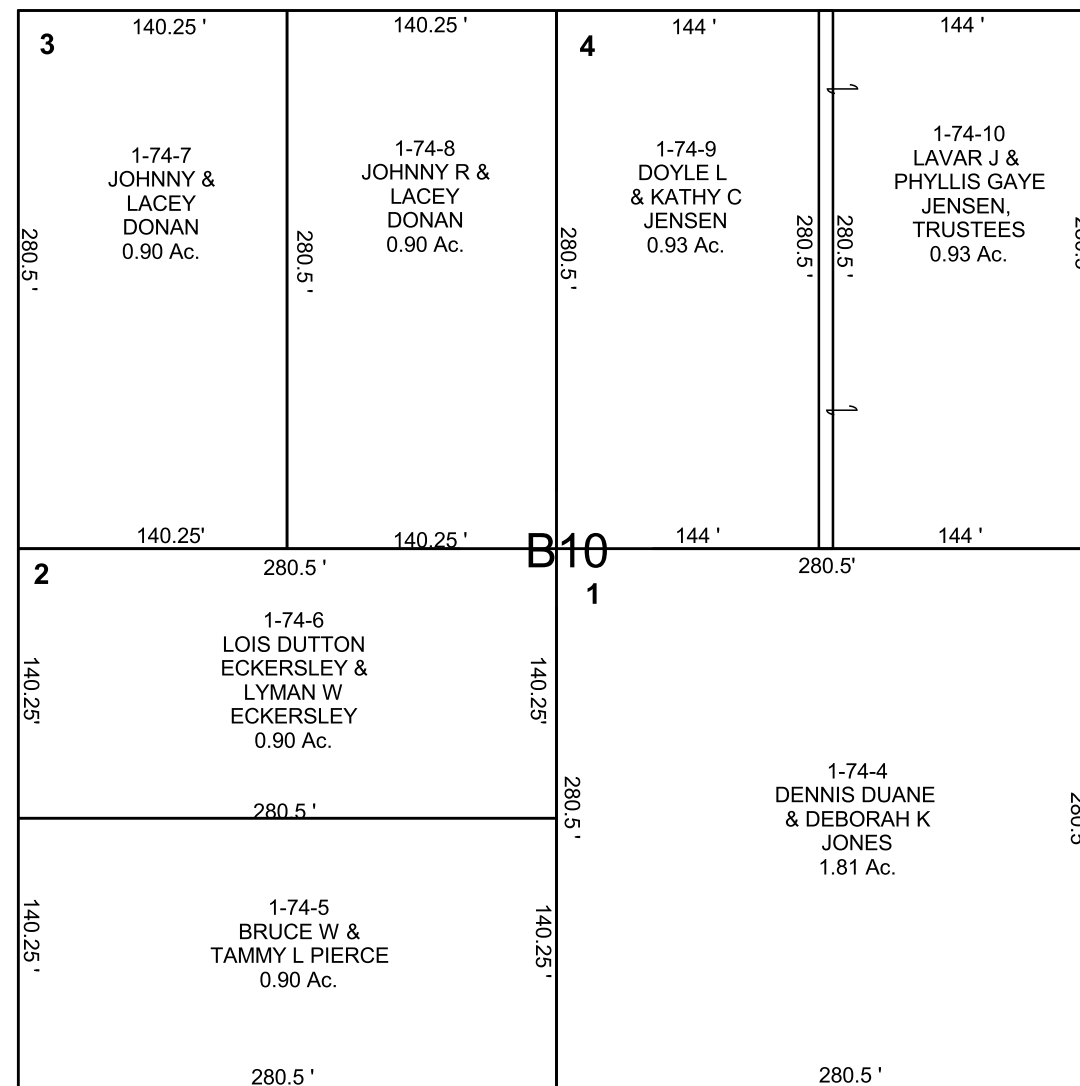 140.25 '
140.25 '
144 '
144 '
3
4
1-74-7
JOHNNY &
LACEY
DONAN
0.90 Ac.
1-74-8
JOHNNY R &
LACEY
DONAN
0.90 Ac.
1-74-9
DOYLE L
& KATHY C
JENSEN
0.93 Ac.
1-74-10
LAVAR J &
PHYLLIS GAYE
JENSEN,
TRUSTEES
0.93 Ac.
280.5 '
280.5 '
280.5 '
280.5 '
280.5 '
280.5
140.25'
140.25 '
144 '
144 '
B10
2
280.5 '
280.5'
1
1-74-6
LOIS DUTTON
ECKERSLEY &
LYMAN W
ECKERSLEY
0.90 Ac.
140.25'
140.25'
280.5 '
1-74-4
DENNIS DUANE
& DEBORAH K
JONES
1.81 Ac.
280.5 '
280.5
1-74-5
BRUCE W &
TAMMY L PIERCE
0.90 Ac.
140.25 '
140.25 '
280.5 '
280.5 '